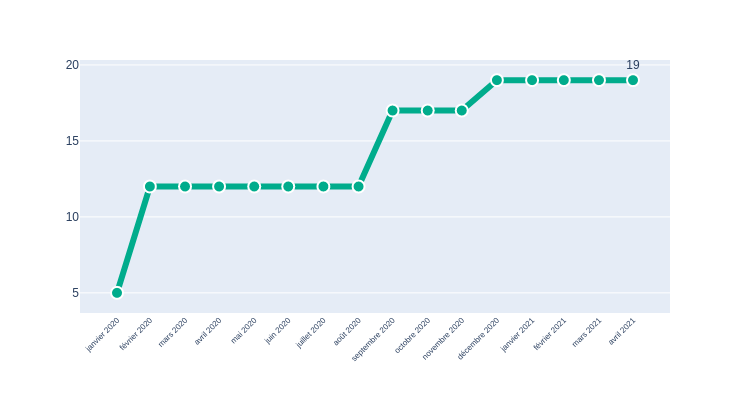 20
19
15
10
5
janvier 2020
février 2020
mars 2020
avril 2020
mai 2020
juin 2020
juillet 2020
août 2020
septembre 2020
octobre 2020
novembre 2020
décembre 2020
janvier 2021
février 2021
mars 2021
avril 2021